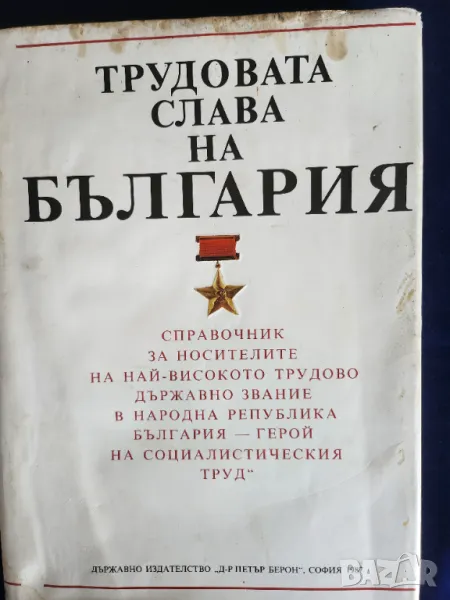 ТРУДОВАТА
СЛАВА
НА
БЪЛГАРИЯ
СПРАВОЧНИК
ЗА НОСИТЕЛИТЕ
НА НАЙ-ВИСОКОТО ТРУДОВО
ДЪРЖАВНО ЗВАНИЕ
В НАРОДНА РЕПУБЛИКА
БЪЛГАРИЯ — ГЕРОЙ
НА СОЦИАЛИСТИЧЕСКИЯ
ТРУД“
ДЪРЖАВНО ИЗДАТЕЛСТВО „Д-Р ПЕТЪР БЕРОН“, СОФИЯ
BAZAR